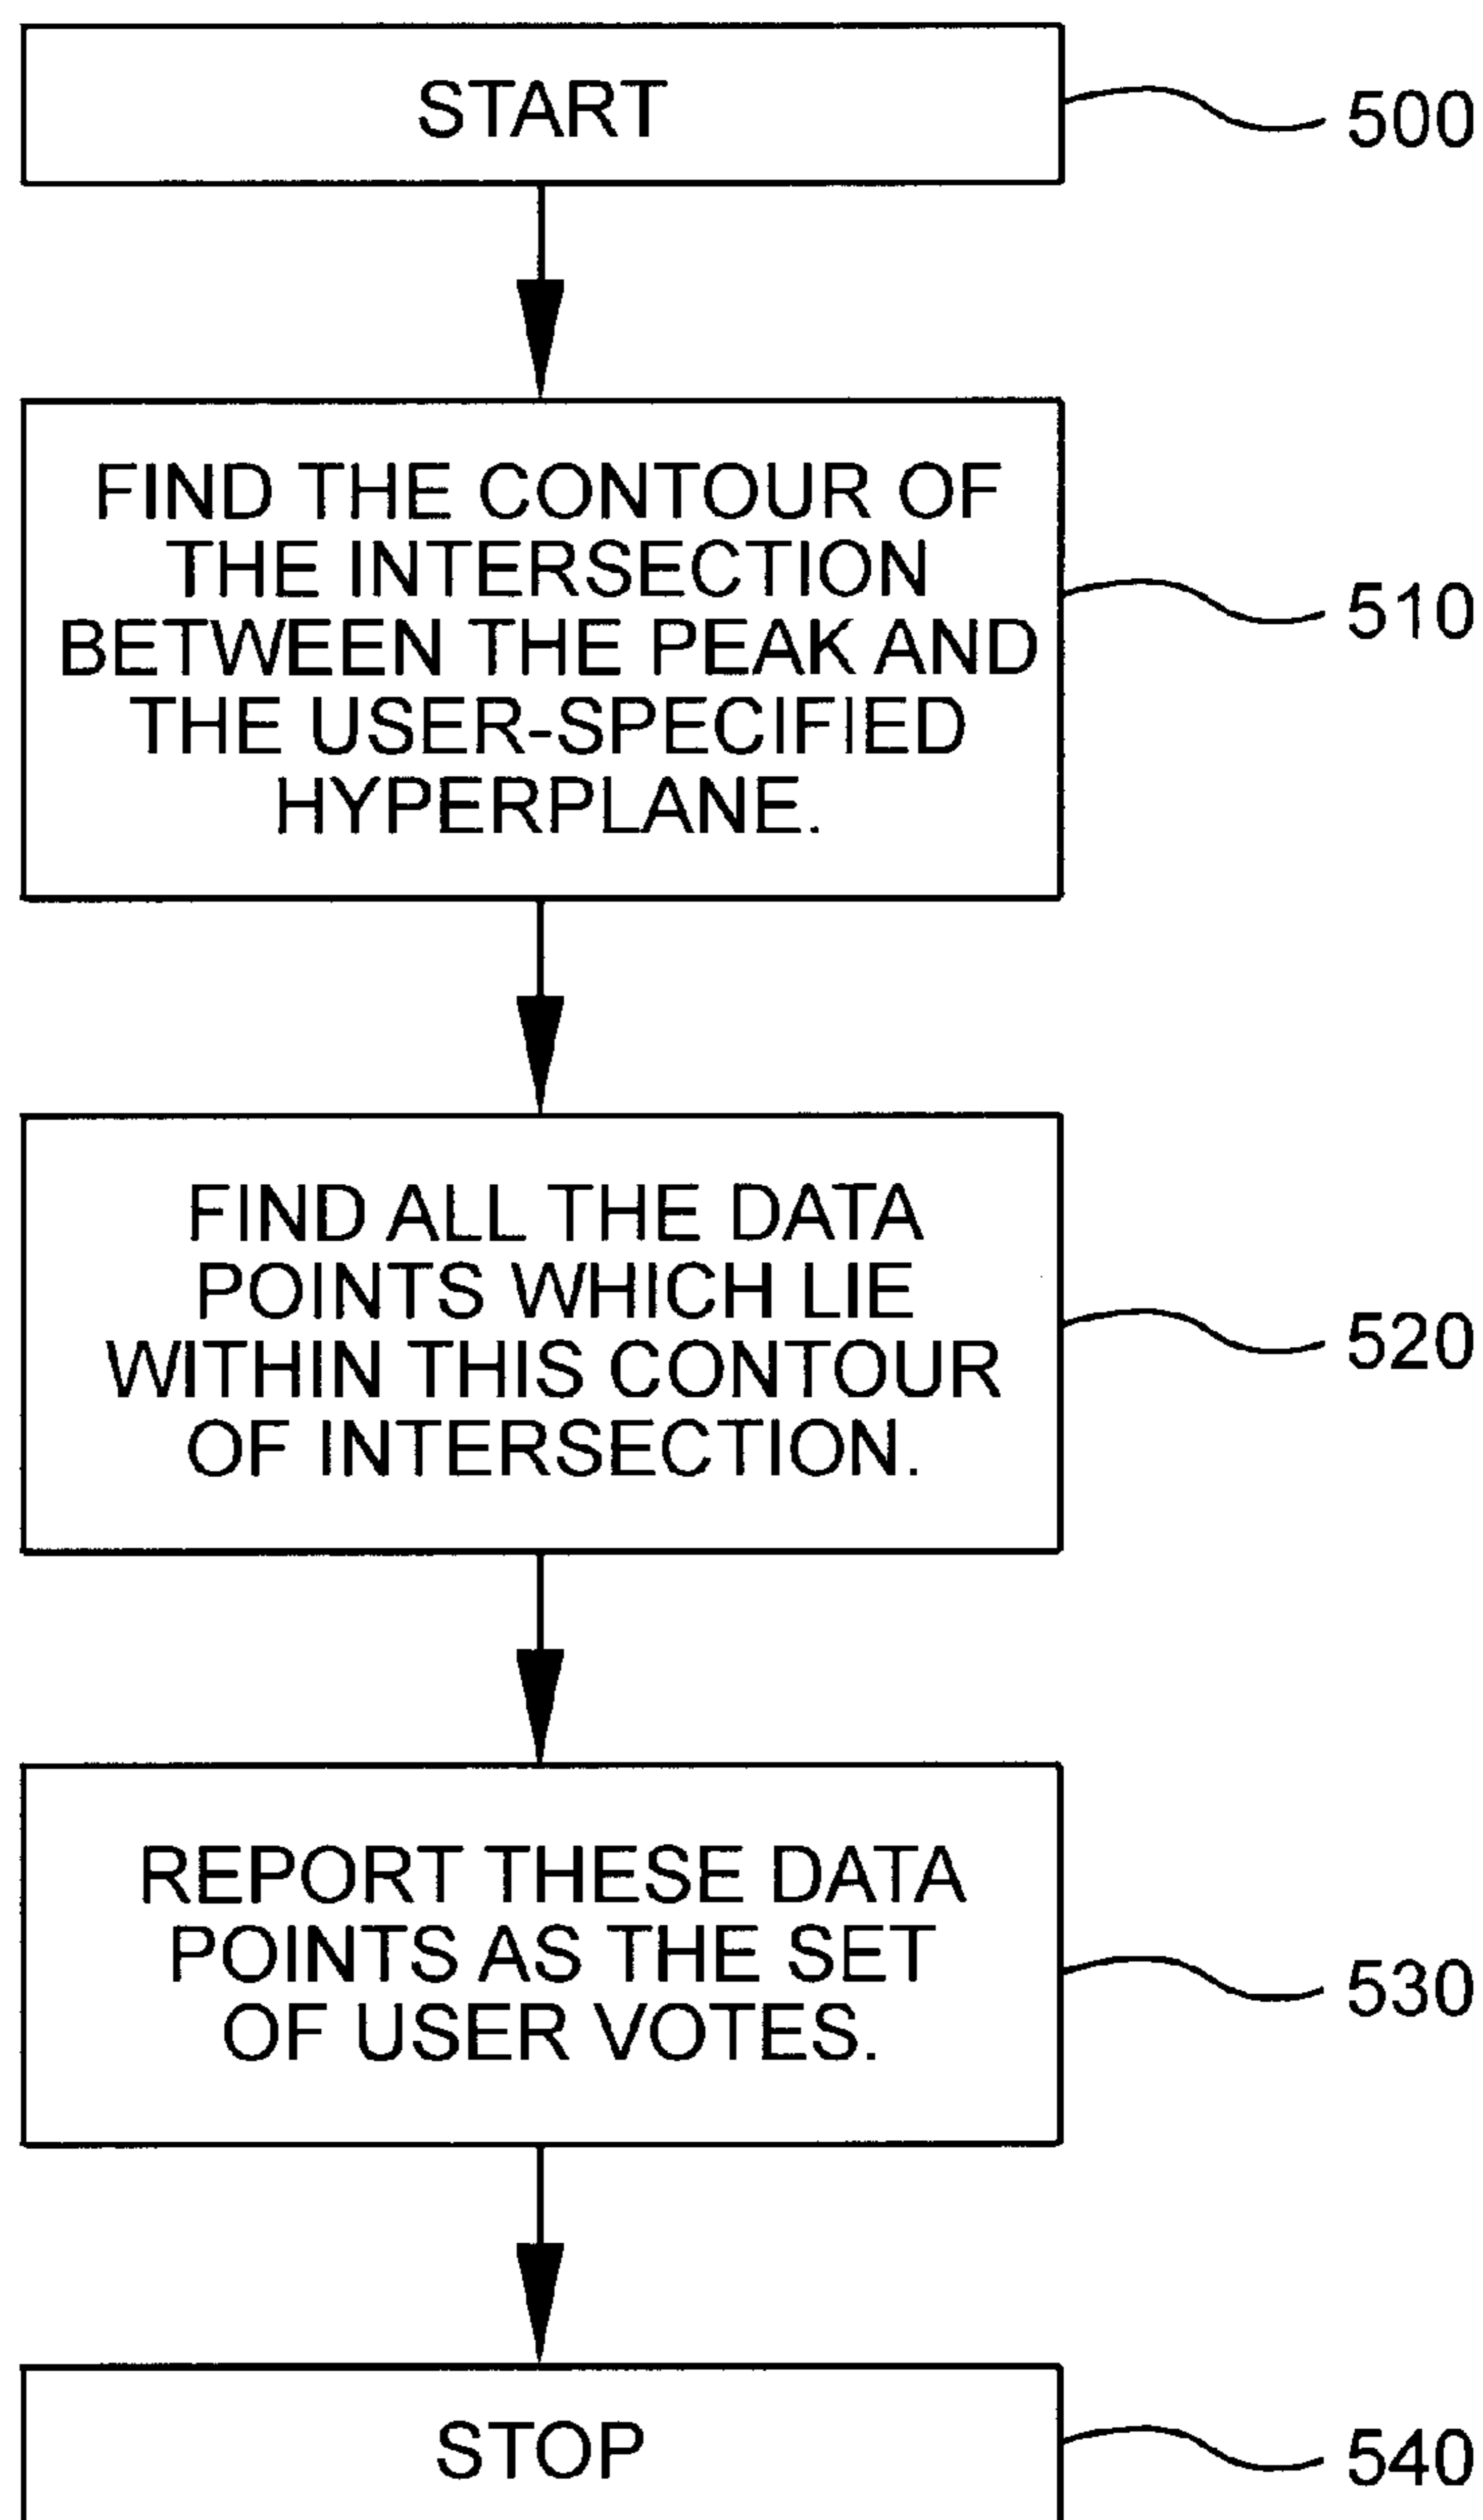 START
500
FIND THE CONTOUR OF
THE INTERSECTION
BETWEEN THE PEAK AND
THE USER-SPECIFIED
HYPERPLANE.
510
FIND ALL THE DATA
POINTS WHICH LIE
WITHIN THIS CONTOUR
OF INTERSECTION.
520
REPORT THESE DATA
POINTS AS THE SET
OF USER VOTES.
530
STOP
540